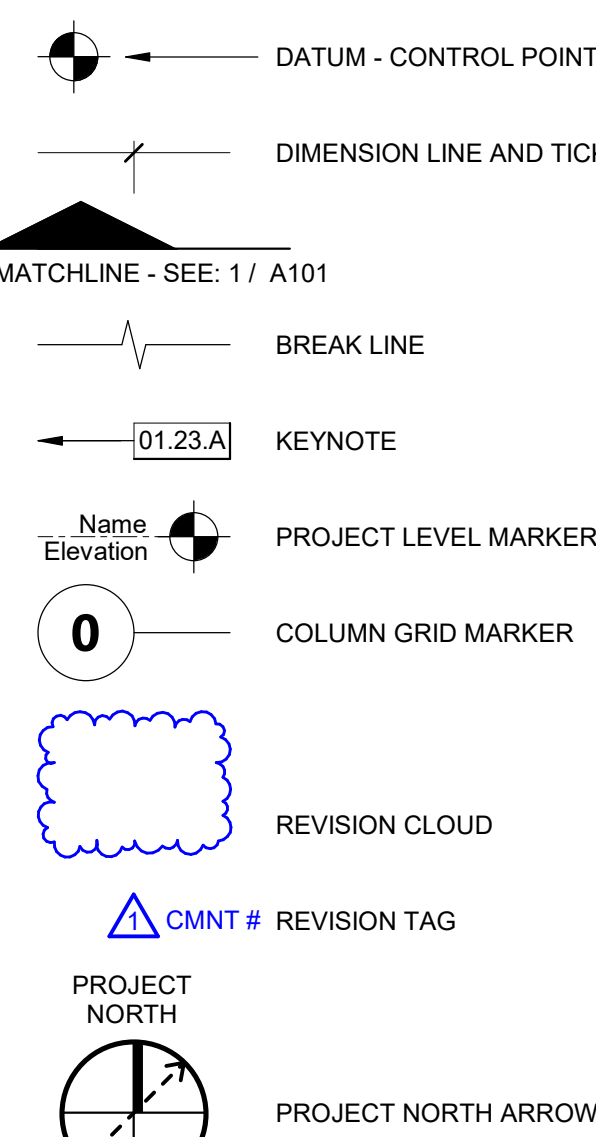 DATUM - CONTROL POINT
DIMENSION LINE AND TICK
MATCHLINE - SEE: 1 / A101
BREAK LINE
01.23.A KEYNOTE
Name
Elevation
PROJECT LEVEL MARKER
0 COLUMN GRID MARKER
REVISION CLOUD
1 CMNT # REVISION TAG
PROJECT
NORTH
PROJECT NORTH ARROW